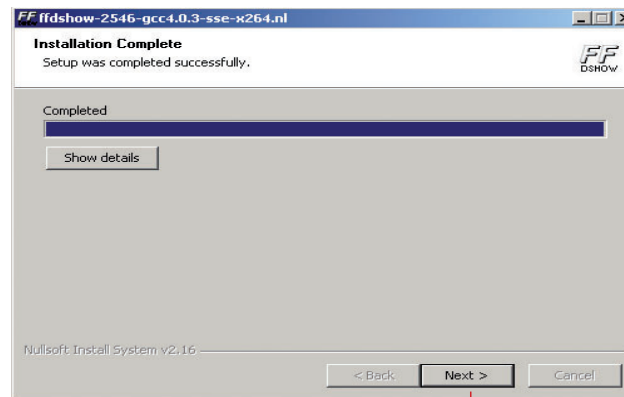 FF ffdshow-2546-gcc4.0.3-sse-x264.nl
Installation Complete
Setup was completed successfully.
FF
DSHOW
Completed
Show details
Nullsoft Install System v2.16
< Back Next > Cancel